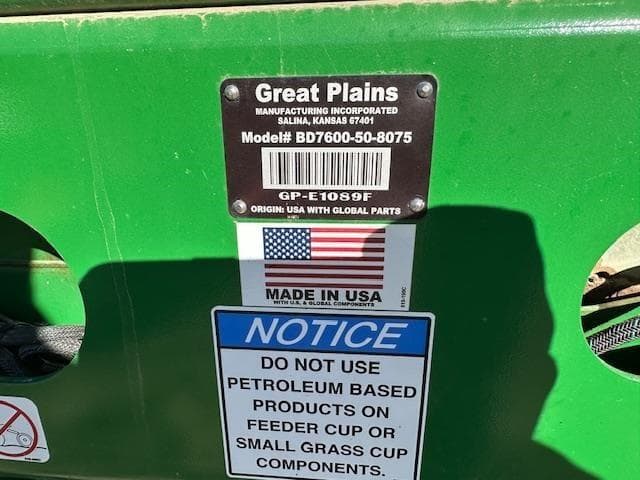 Great Plains
MANUFACTURING INCORPORATED
SALINA, KANSAS 67401
Model# BD7600-50-8075
GP-E1089F
ORIGIN: USA WITH GLOBAL PARTS
MADE IN USA
WITH U.S. & GLOBAL COMPONENTS
NOTICE
DO NOT USE
PETROLEUM BASED
PRODUCTS ON
FEEDER CUP OR
SMALL GRASS CUP
COMPONENTS.